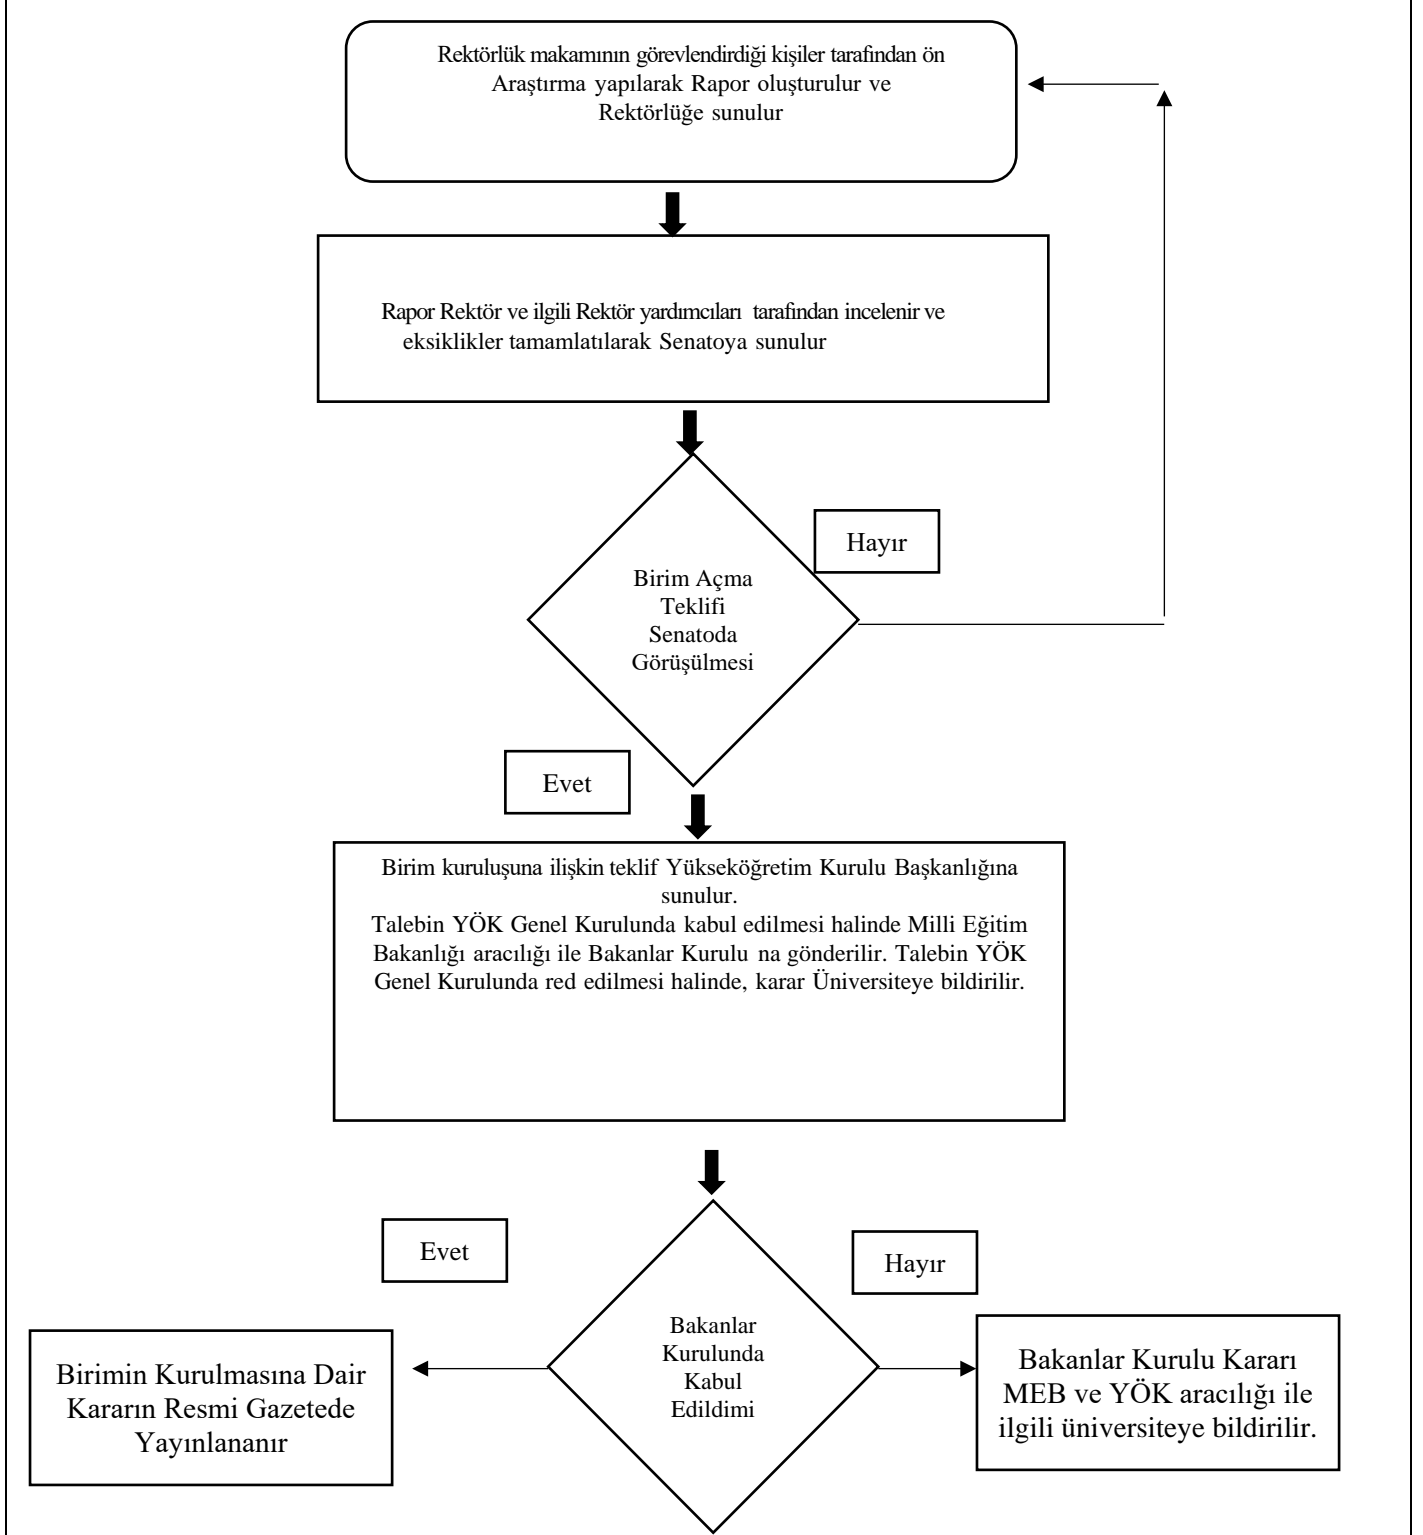 Rektörlük makamının görevlendirdiği kişiler tarafından ön
Araştırma yapılarak Rapor oluşturulur ve
Rektörlüğe sunulur
Rapor Rektör ve ilgili Rektör yardımcıları tarafından incelenir ve
eksiklikler tamamlatılarak Senatoya sunulur
Hayır
Birim Açma
Teklifi
Senatoda
Görüşülmesi
Evet
Birim kuruluşuna ilişkin teklif Yükseköğretim Kurulu Başkanlığına
sunulur.
Talebin YÖK Genel Kurulunda kabul edilmesi halinde Milli Eğitim
Bakanlığı aracılığı ile Bakanlar Kurulu na gönderilir. Talebin YÖK
Genel Kurulunda red edilmesi halinde, karar Üniversiteye bildirilir.
Evet
Hayır
Bakanlar
Kurulunda
Kabul
Edildimi
Birimin Kurulmasına Dair
Kararın Resmi Gazetede
Yayınlananır
Bakanlar Kurulu Kararı
MEB ve YÖK aracılığı ile
ilgili üniversiteye bildirilir.